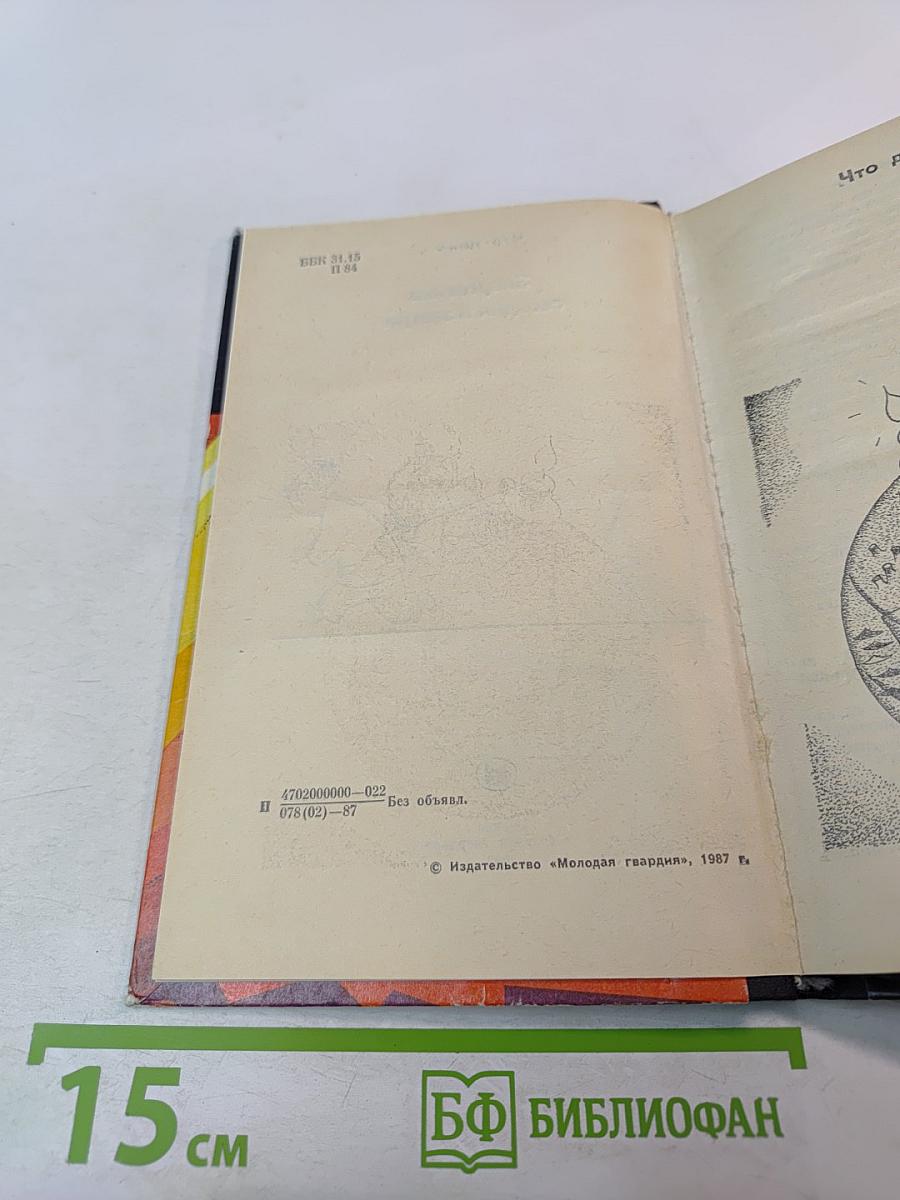 ББК 31.15
П 84
Что
П 4702000000—022
078(02)—87 Без объявл.
© Издательство «Молодая гвардия», 1987 г.
15 см
БФ БИБЛИОФАН